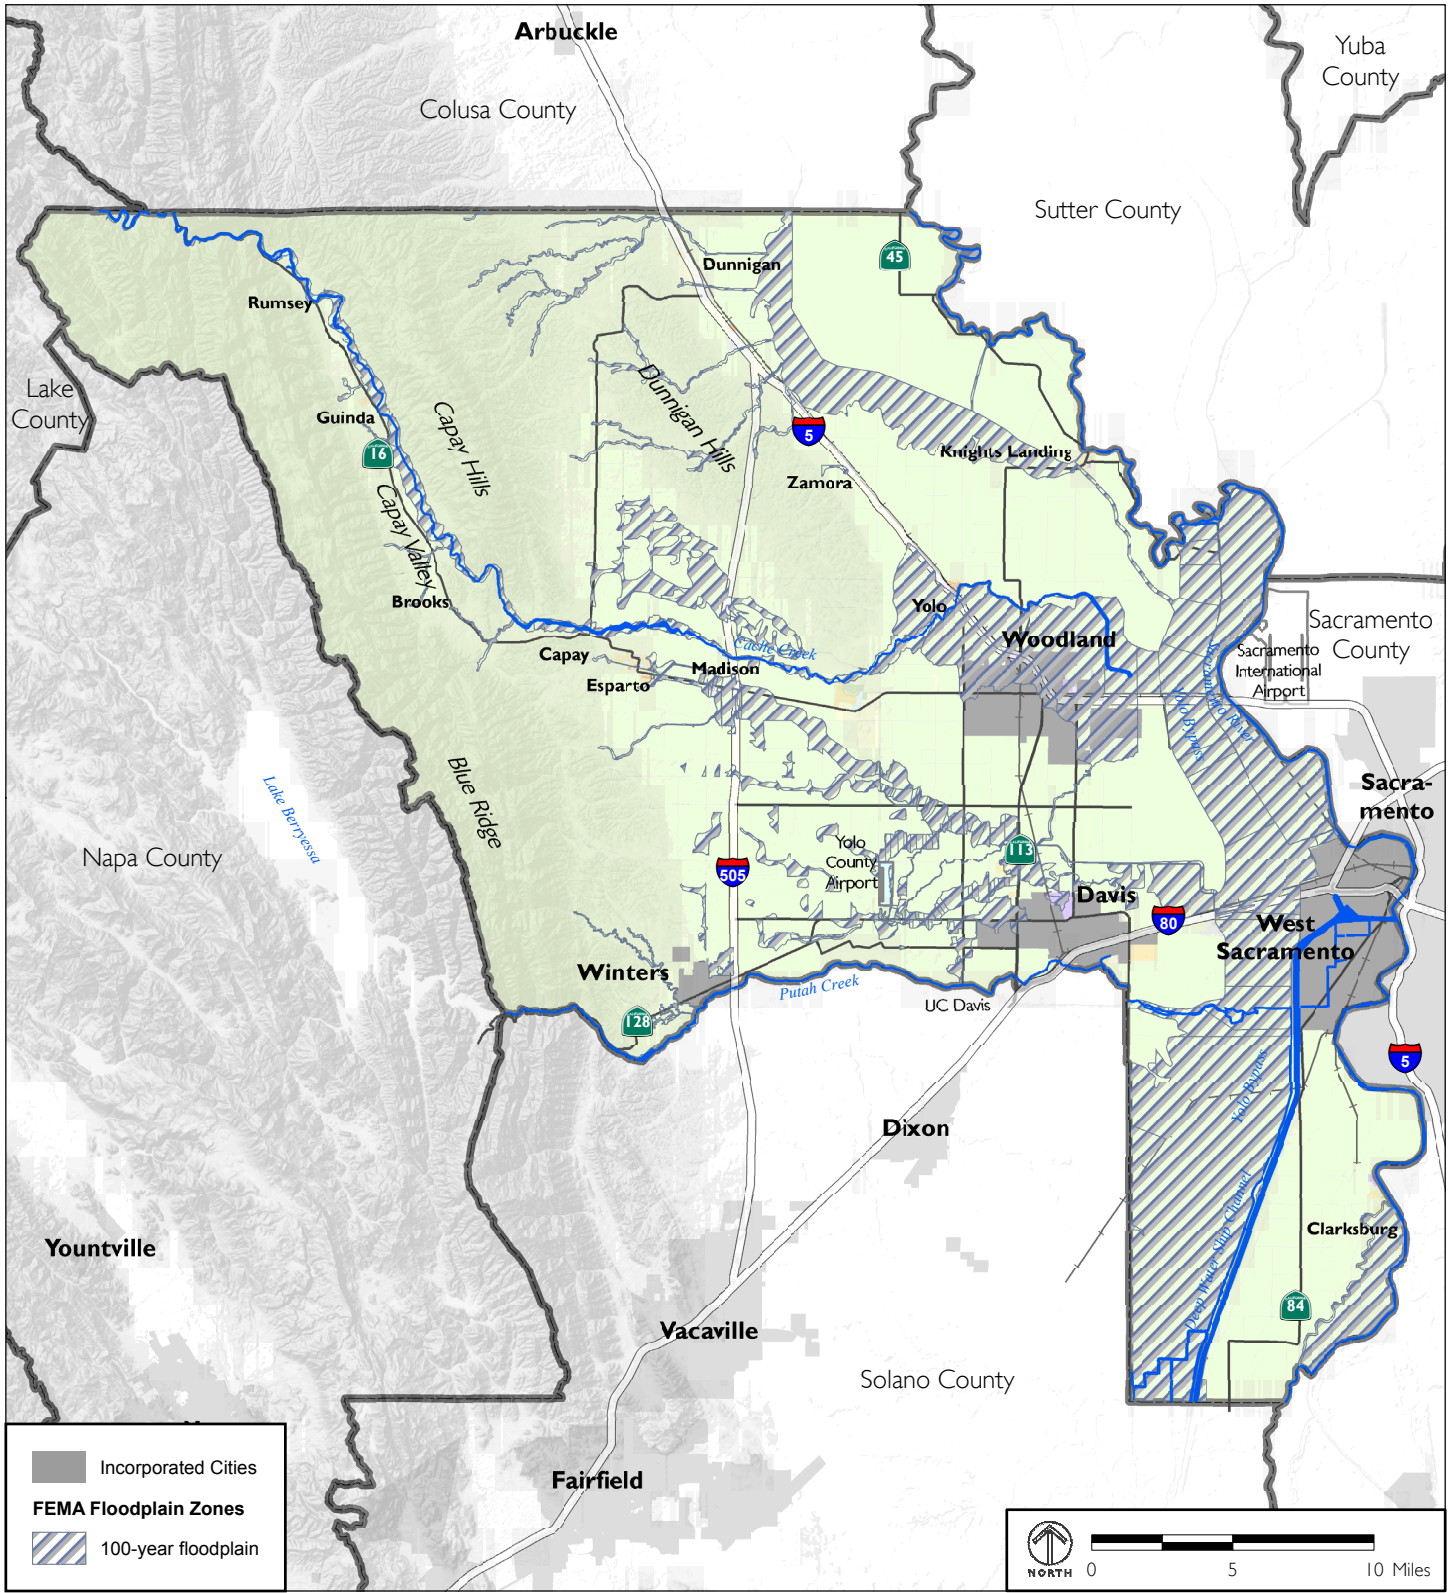 Arbuckle
Yuba
County
Colusa County
Sutter County
45
Dunnigan
Rumsey
Lake
County
Guinda
Capay Hills
Dunnigan Hills
5
16
Knights Landing
Zamora
Capay Valley
Brooks
Yolo
Woodland
Sacramento
County
Cache Creek
Capay
Madison
Esparto
Sacramento
International
Airport
Sacramento River
Yolo Bypass
Blue Ridge
Lake Berryessa
Sacra-
mento
Napa County
Yolo
County
Airport
113
505
Davis
80
West
Sacramento
Winters
Putah Creek
UC Davis
128
5
Yolo Bypass
Dixon
Deep Water Ship Channel
Clarksburg
Yountville
84
Vacaville
Solano County
Fairfield
Incorporated Cities
FEMA Floodplain Zones
100-year floodplain
NORTH
0 5 10 Miles